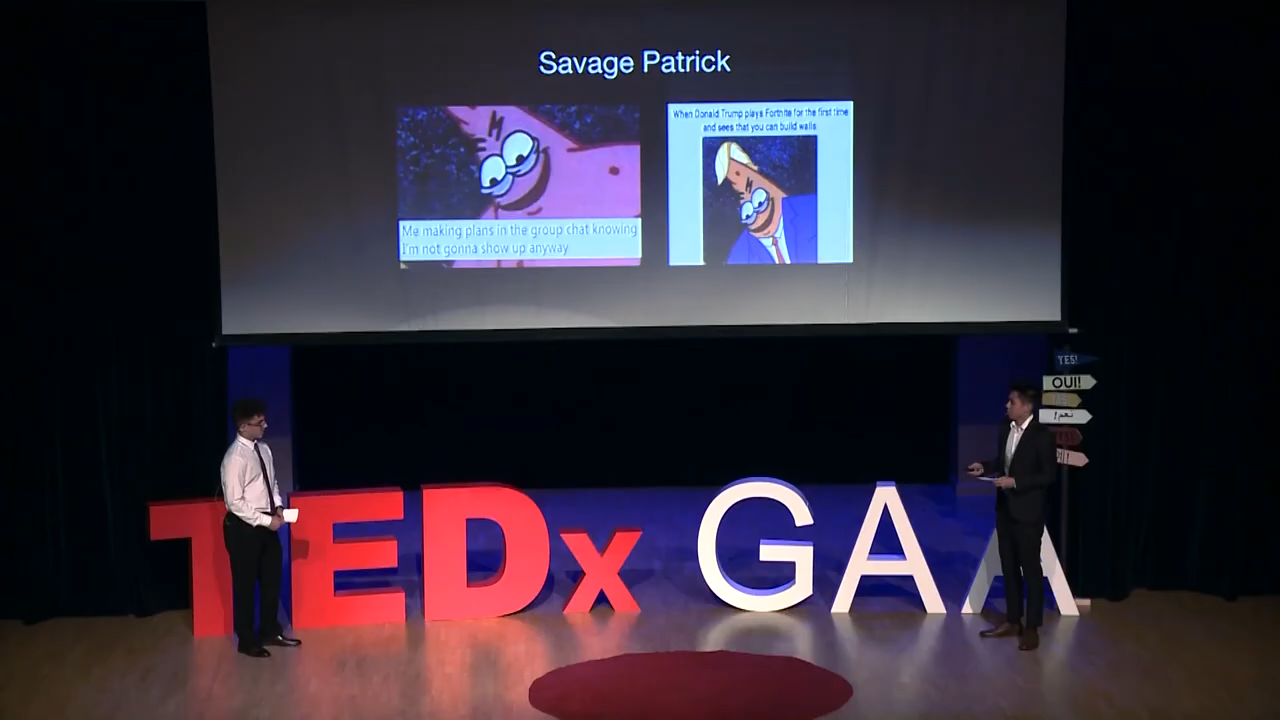 Savage Patrick
Me making plans in the group chat knowing
I'm not gonna show up anyway
When Donald Trump plays Fortnite for the first time
and sees that you can build walls
YES!
OUI!
نعم!
TEDx GAA